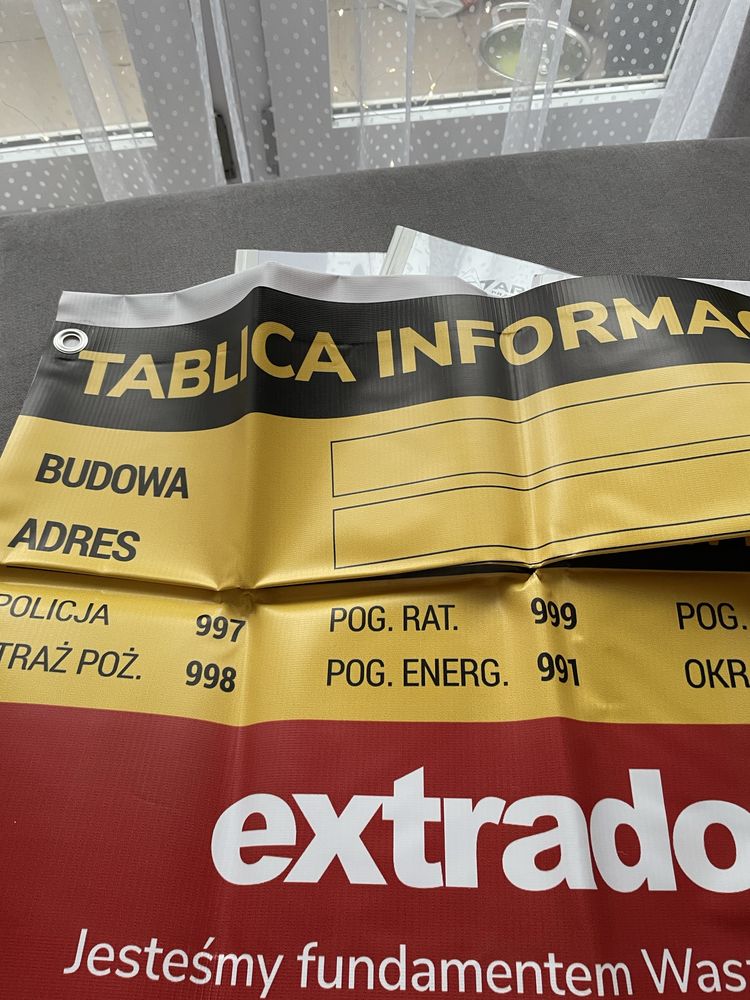 TABLICA INFORMA
BUDOWA
ADRES
POLICJA 997 POG. RAT. 999 POG.
TRAŻ POŻ. 998 POG. ENERG. 991 OKR
extrado
Jesteśmy fundamentem Wasz